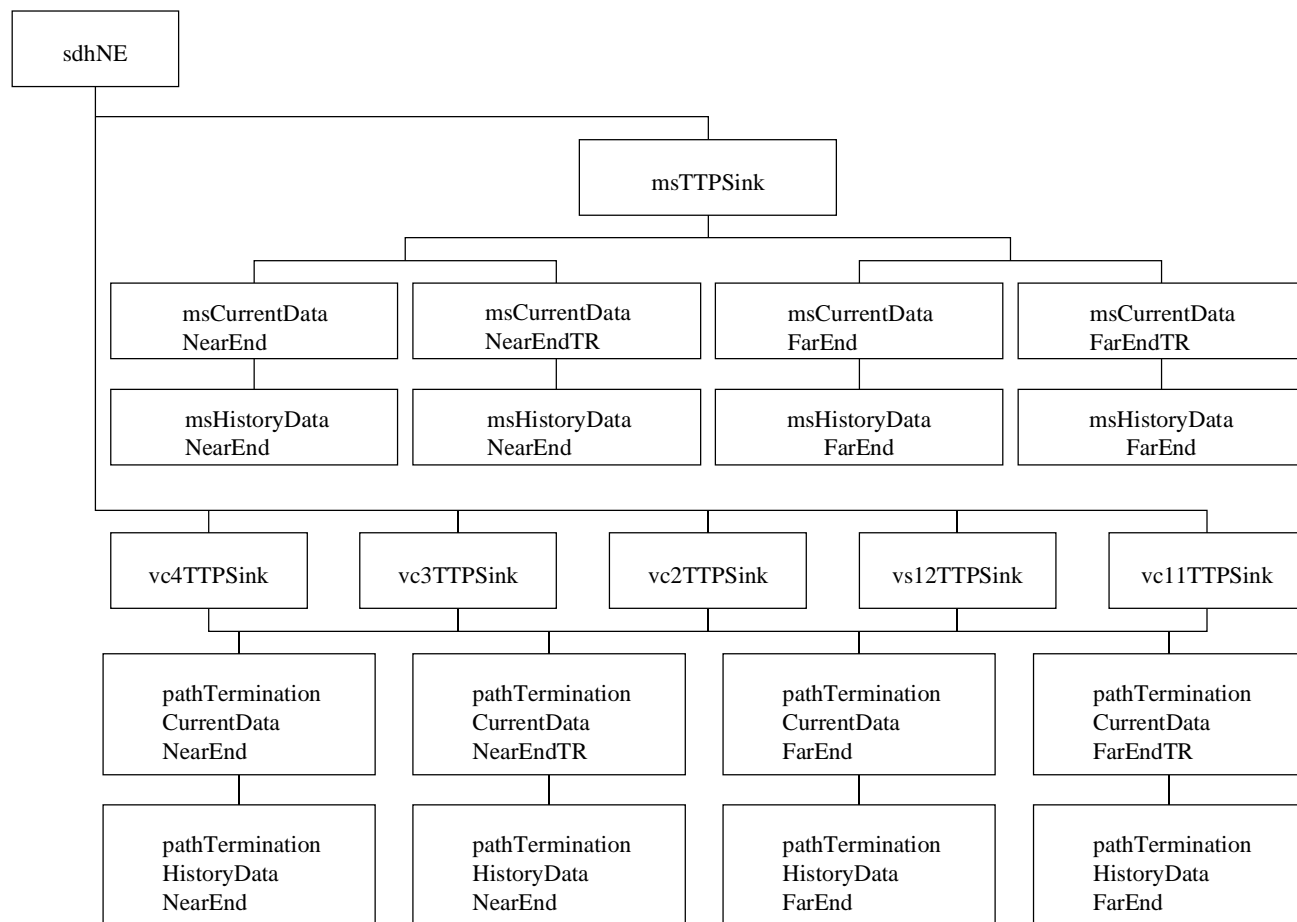 sdhNE
msTTPSink
msCurrentData
NearEnd
msCurrentData
NearEndTR
msCurrentData
FarEnd
msCurrentData
FarEndTR
msHistoryData
NearEnd
msHistoryData
NearEnd
msHistoryData
FarEnd
msHistoryData
FarEnd
vc4TTPSink
vc3TTPSink
vc2TTPSink
vs12TTPSink
vc11TTPSink
pathTermination
CurrentData
NearEnd
pathTermination
CurrentData
NearEndTR
pathTermination
CurrentData
FarEnd
pathTermination
CurrentData
FarEndTR
pathTermination
HistoryData
NearEnd
pathTermination
HistoryData
NearEnd
pathTermination
HistoryData
FarEnd
pathTermination
HistoryData
FarEnd